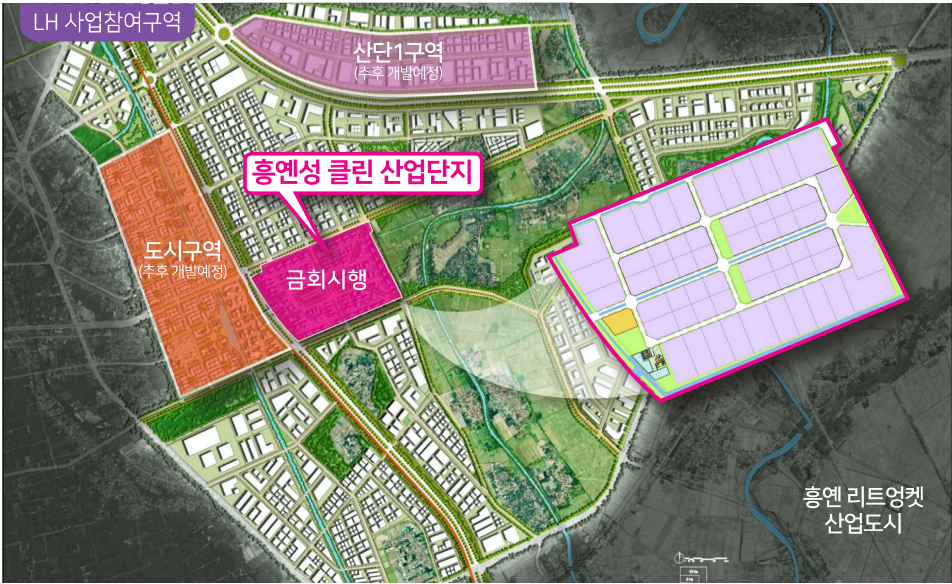 LH 사업참여구역
산단1구역
(추후 개발예정)
흥옌성 클린 산업단지
도시구역
(추후 개발예정)
금회시행
흥옌 리트엉켓
산업도시